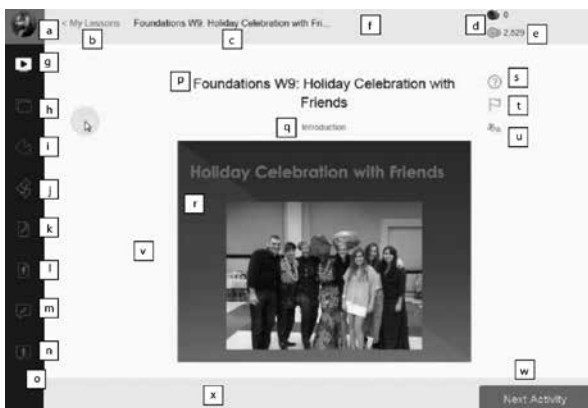 a
< My Lessons
Foundations W9: Holiday Celebration with Fri...
f
d
0
b
c
2,829
e
g
p
Foundations W9: Holiday Celebration with
Friends
s
h
t
q
Introduction
i
u
Holiday Celebration with Friends
j
r
k
v
l
m
n
o
w
x
Next Activity